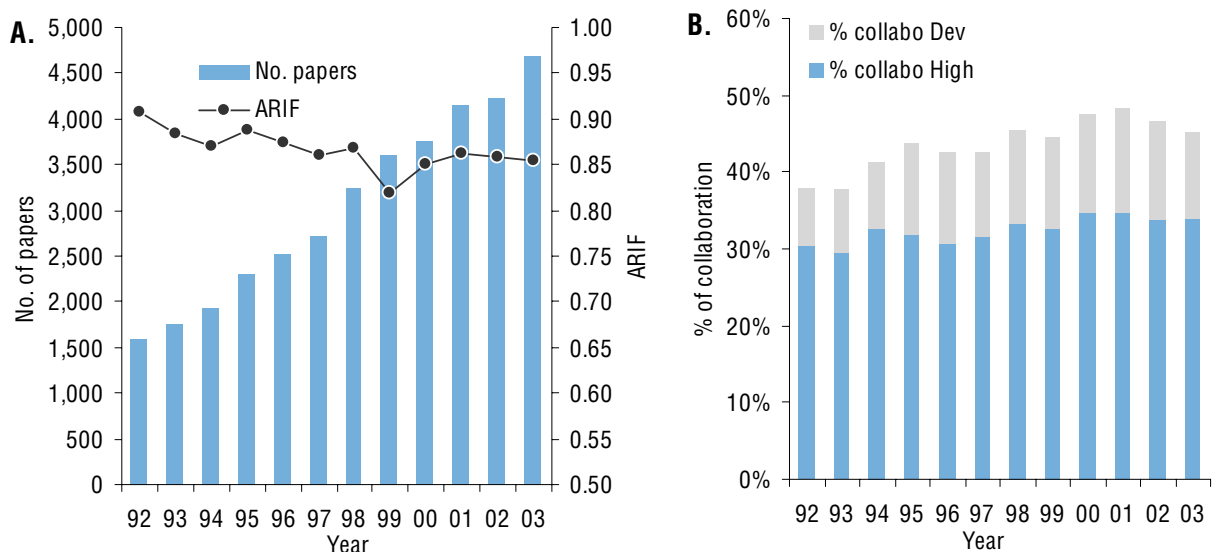 A.
No. of papers
5,000
4,500
4,000
3,500
3,000
2,500
2,000
1,500
1,000
500
0
No. papers
ARIF
1.00
0.95
0.90
0.85
0.80
0.75
0.70
0.65
0.60
0.55
0.50
ARIF
92 93 94 95 96 97 98 99 00 01 02 03
Year
B.
% of collaboration
60%
50%
40%
30%
20%
10%
0%
% collabo Dev
% collabo High
92 93 94 95 96 97 98 99 00 01 02 03
Year